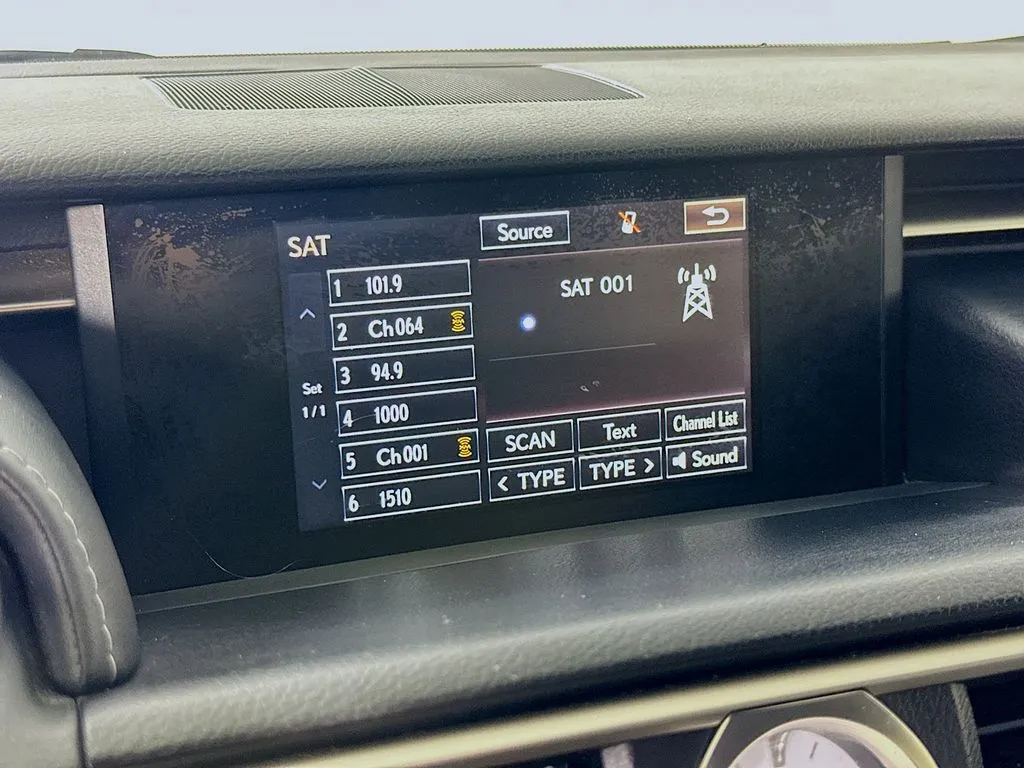 SAT
Source
1 101.9
2 Ch064
3 94.9
4 1000
5 Ch001
6 1510
Set
1/1
SAT 001
SCAN
Text
Channel List
< TYPE
TYPE >
Sound